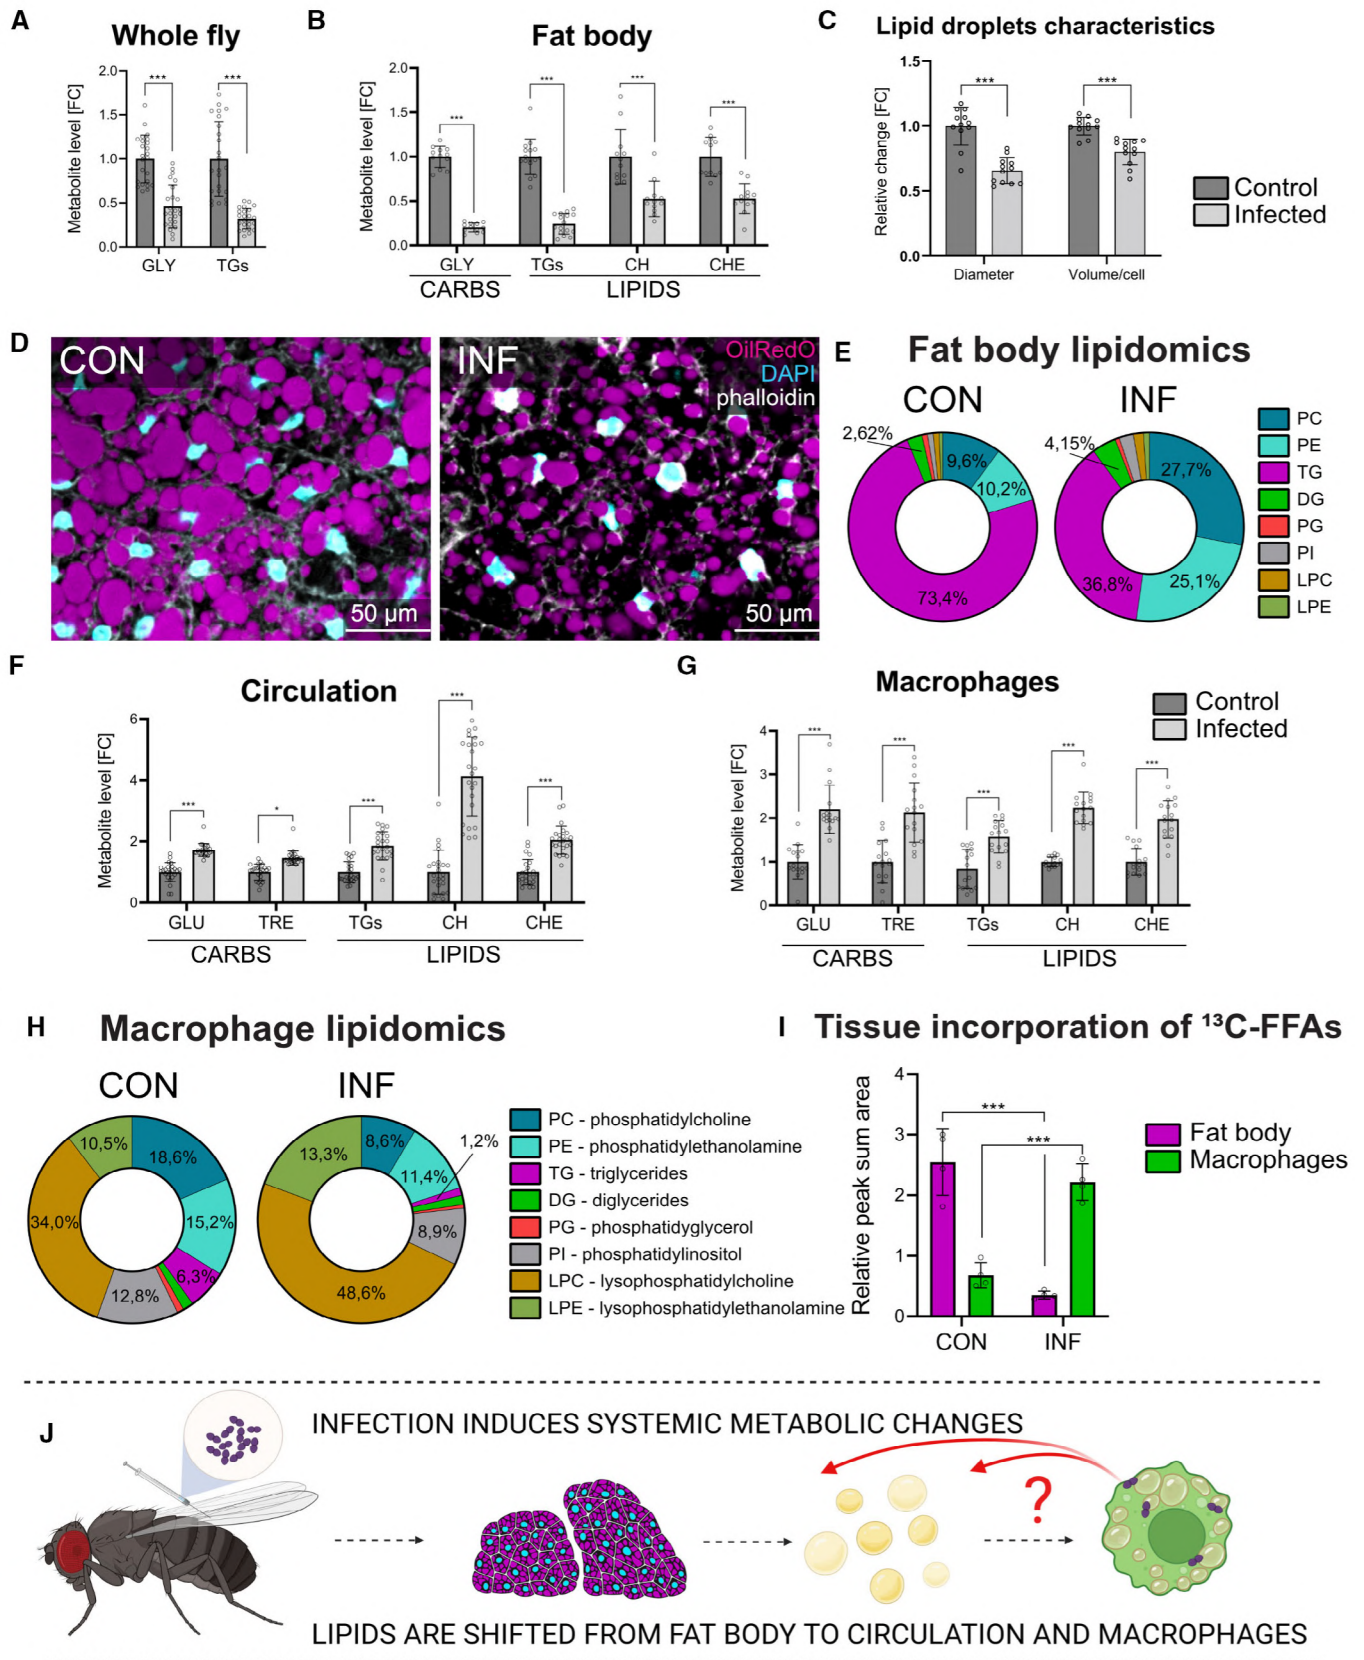 A
Whole fly
Metabolite level [FC]
2.0
1.5
1.0
0.5
0.0
***
***
GLY
TGs
B
Fat body
Metabolite level [FC]
2.0
1.5
1.0
0.5
0.0
***
***
***
***
GLY
TGs
CH
CHE
CARBS
LIPIDS
C
Lipid droplets characteristics
Relative change [FC]
1.5
1.0
0.5
0.0
***
***
Diameter
Volume/cell
Control
Infected
D
CON
50 µm
INF
OilRedO
DAPI
phalloidin
50 µm
E
Fat body lipidomics
CON
2,62%
9,6%
10,2%
73,4%
INF
4,15%
27,7%
25,1%
36,8%
PC
PE
TG
DG
PG
PI
LPC
LPE
F
Circulation
Metabolite level [FC]
6
4
2
0
***
*
***
***
***
GLU
TRE
TGs
CH
CHE
CARBS
LIPIDS
G
Macrophages
Metabolite level [FC]
4
3
2
1
0
***
***
***
***
***
GLU
TRE
TGs
CH
CHE
CARBS
LIPIDS
Control
Infected
H
Macrophage lipidomics
CON
10,5%
18,6%
34,0%
15,2%
6,3%
12,8%
INF
13,3%
8,6%
1,2%
11,4%
8,9%
48,6%
PC - phosphatidylcholine
PE - phosphatidylethanolamine
TG - triglycerides
DG - diglycerides
PG - phosphatidyglycerol
PI - phosphatidylinositol
LPC - lysophosphatidylcholine
LPE - lysophosphatidylethanolamine
I
Tissue incorporation of ¹³C-FFAs
Relative peak sum area
4
3
2
1
0
***
***
CON
INF
Fat body
Macrophages
J
INFECTION INDUCES SYSTEMIC METABOLIC CHANGES
?
LIPIDS ARE SHIFTED FROM FAT BODY TO CIRCULATION AND MACROPHAGES